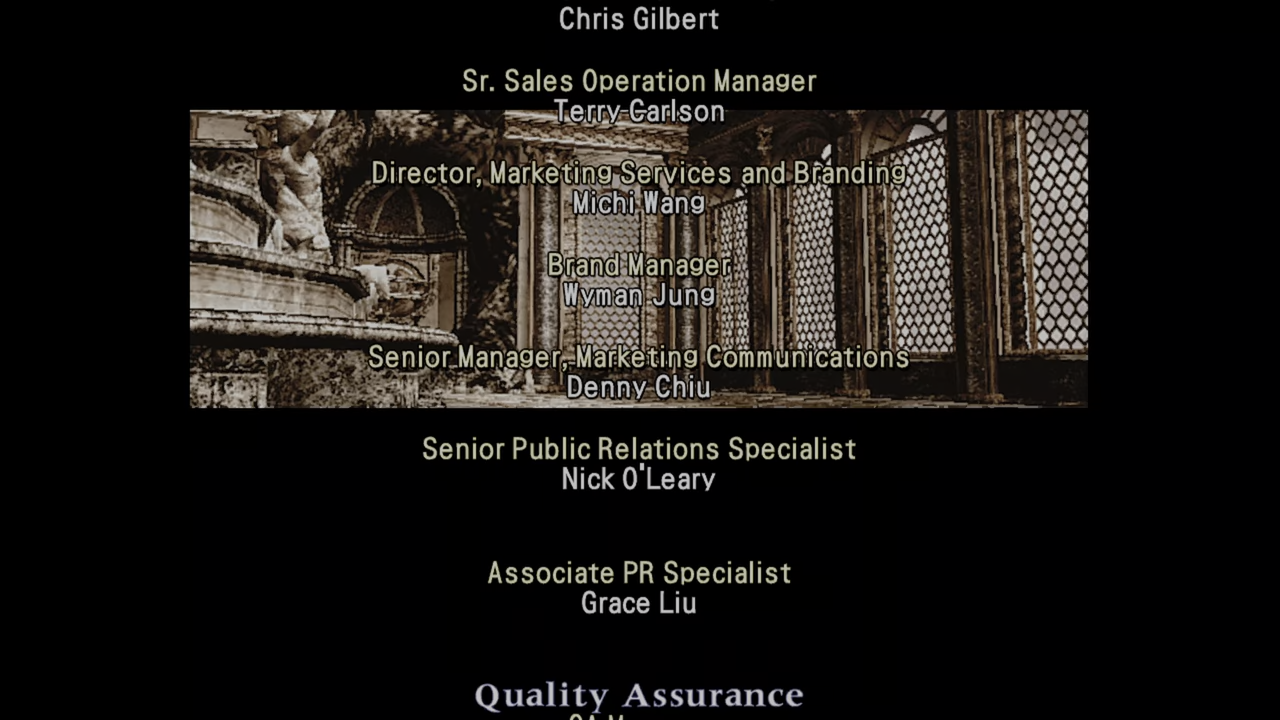 Chris Gilbert
Sr. Sales Operation Manager
Terry Carlson
Director, Marketing Services and Branding
Michi Wang
Brand Manager
Wyman Jung
Senior Manager, Marketing Communications
Denny Chiu
Senior Public Relations Specialist
Nick O'Leary
Associate PR Specialist
Grace Liu
Quality Assurance